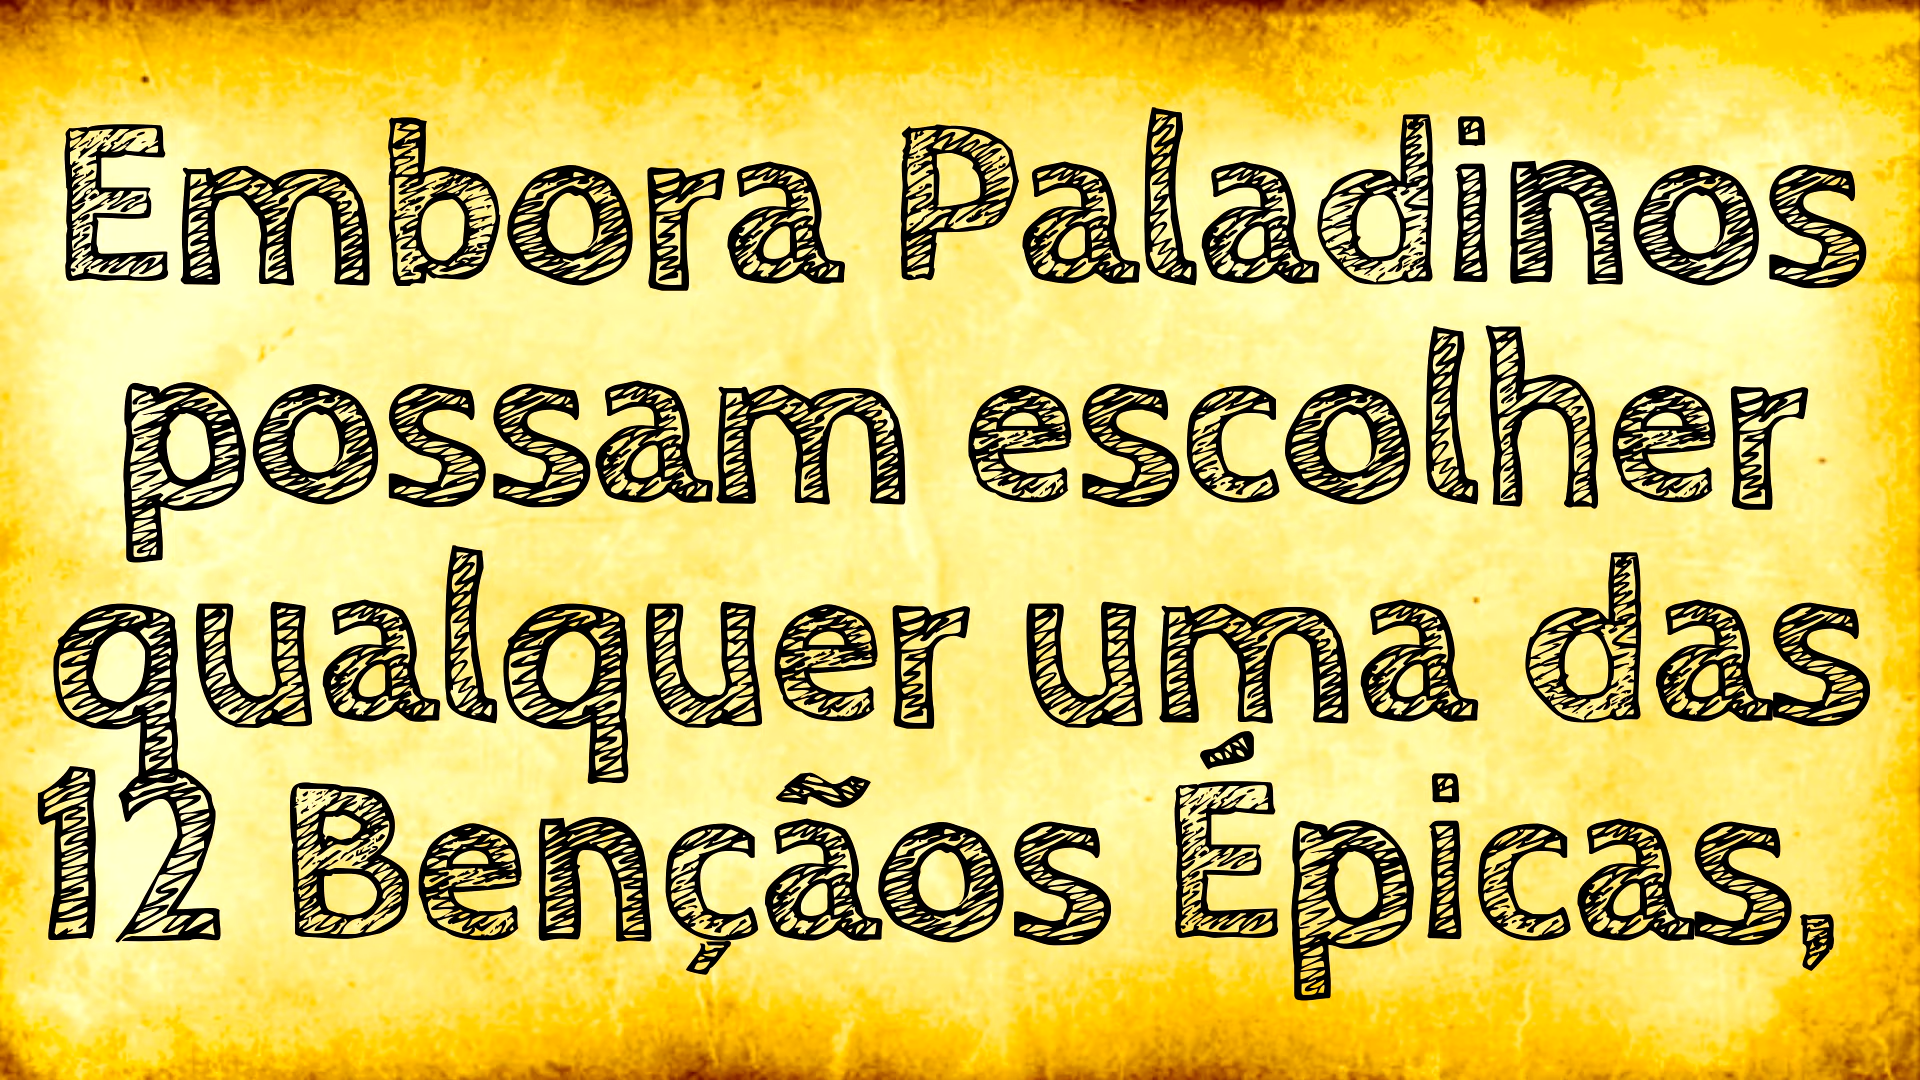 Embora Paladinos
possam escolher
qualquer uma das
12 Bençãos Épicas,